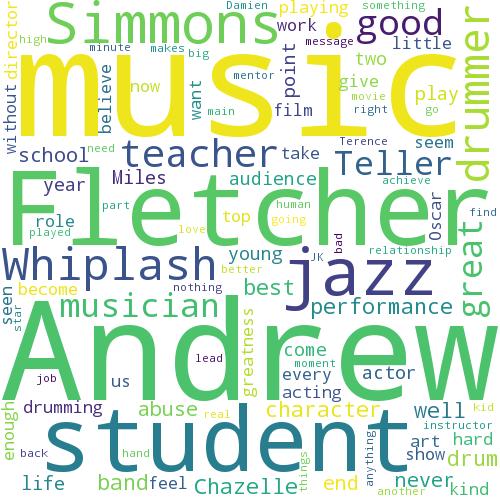 Damien playing something
Simmons good
high work
minute makes big two little
director music drummer
without believe now mentor point message
want give movie play
main film right go
school teacher take seem
need Terence
year Miles audience Teller
achieve
Fletcher
role part human Oscar find
played top going
love
Whiplash young JK bad relationship
better jazz great
seen become nothing best
star musician performance
Andrew
greatness come moment
lead every actor
job us acting
drumming abuse character well kid
real instructor
enough student
art hard
back hand anything show drum
life band feel Chazelle things end never
another kind